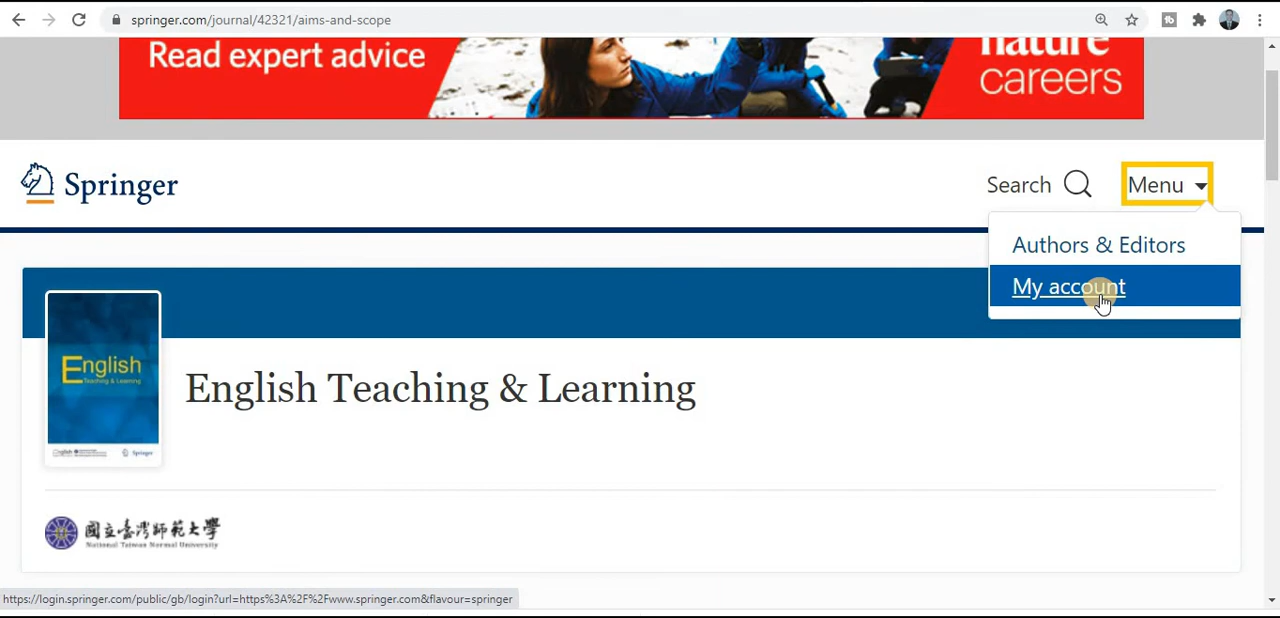 springer.com/journal/42321/aims-and-scope
Read expert advice
nature
careers
Springer
Search
Menu
Authors & Editors
My account
English
Teaching & Learning
Springer
English Teaching & Learning
國立臺灣師範大學
National Taiwan Normal University
https://login.springer.com/public/gb/login?url=https%3A%2F%2Fwww.springer.com&flavour=springer